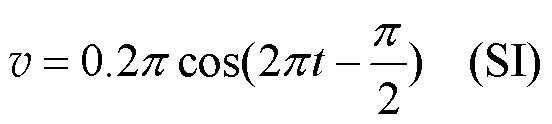 v = 0.2π cos(2πt − π/2) (SI)